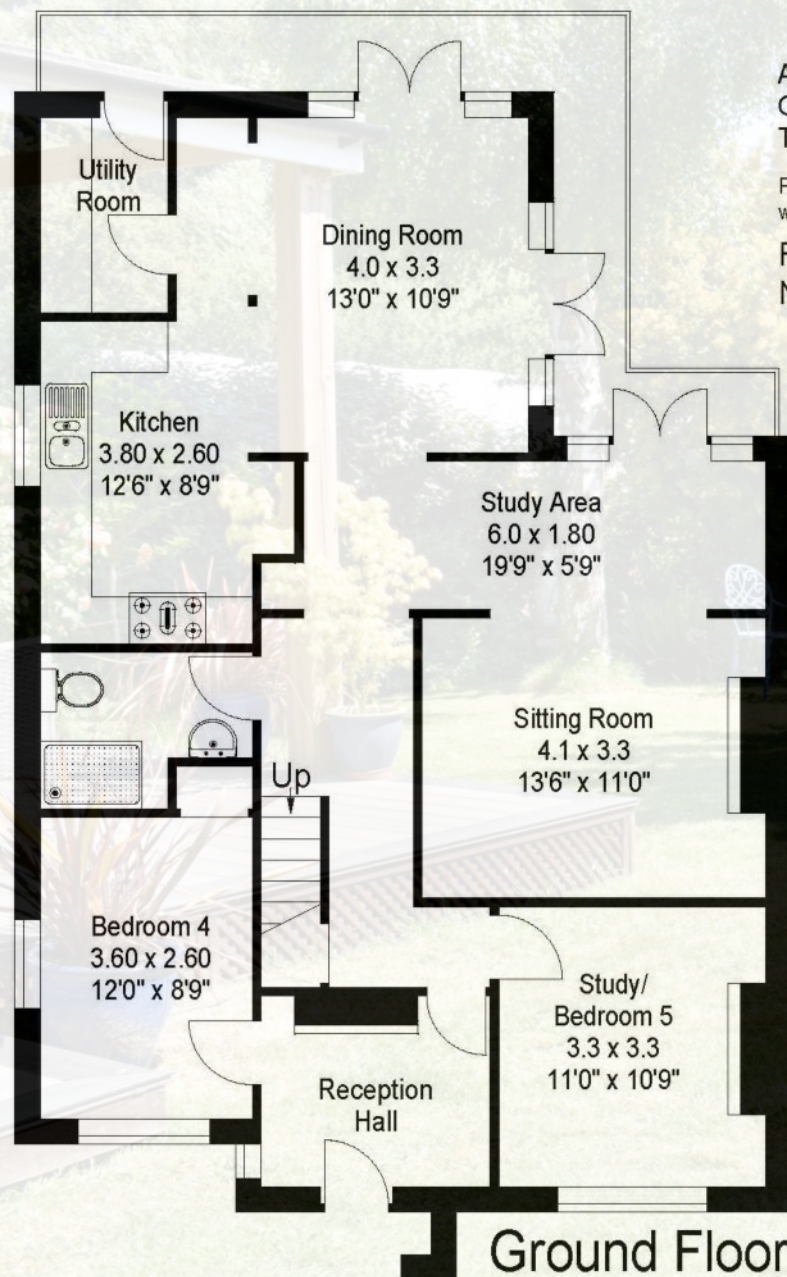 Utility
Room
Dining Room
4.0 x 3.3
13'0" x 10'9"
Kitchen
3.80 x 2.60
12'6" x 8'9"
Study Area
6.0 x 1.80
19'9" x 5'9"
Sitting Room
4.1 x 3.3
13'6" x 11'0"
Up
Bedroom 4
3.60 x 2.60
12'0" x 8'9"
Study/
Bedroom 5
3.3 x 3.3
11'0" x 10'9"
Reception
Hall
Ground Floor